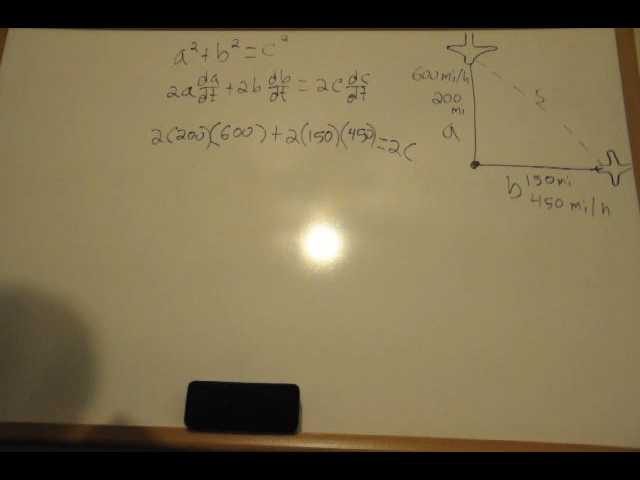 a² + b² = c²
2a da/dt + 2b db/dt = 2c dc/dt
2(200)(600) + 2(150)(450) = 2c
600 mi/h
200 mi
a
s
b 150 mi
450 mi/h